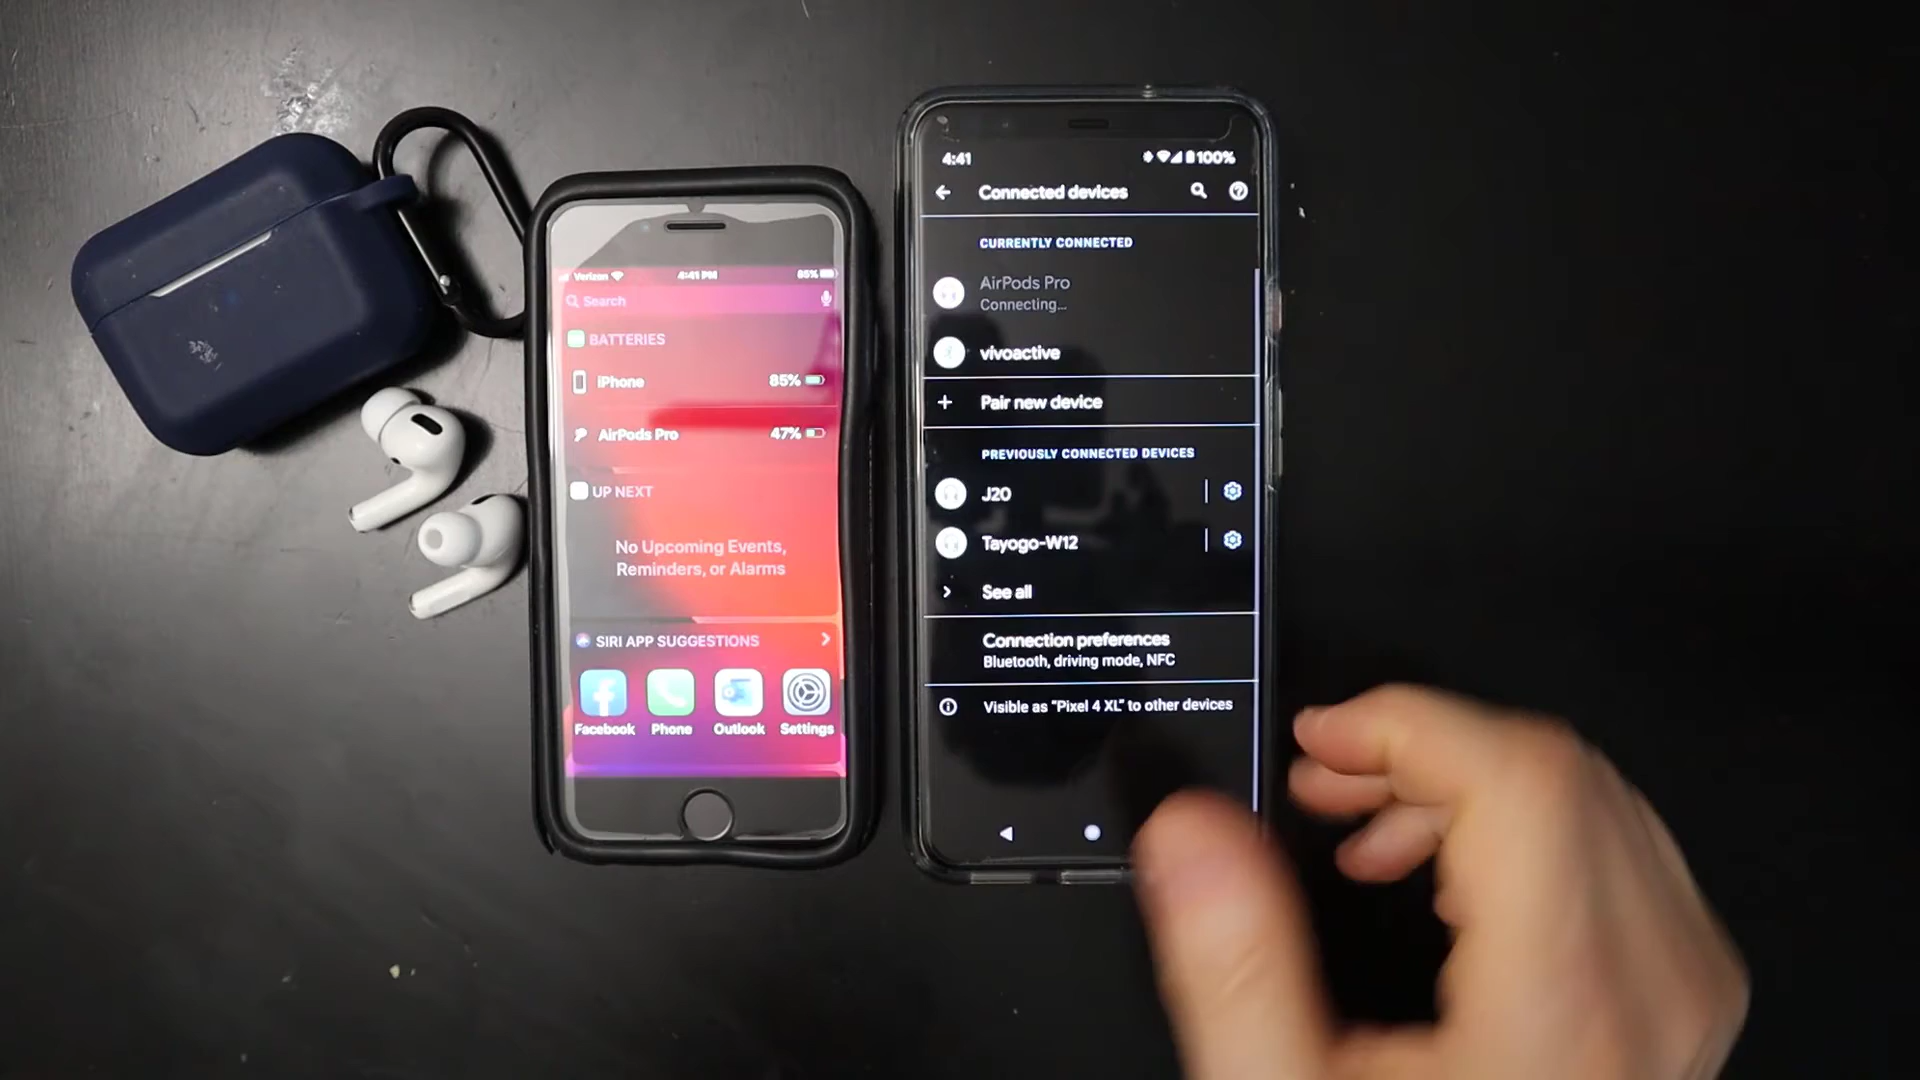 Verizon 4:41 PM 85%
Search
BATTERIES
iPhone 85%
AirPods Pro 47%
UP NEXT
No Upcoming Events,
Reminders, or Alarms
SIRI APP SUGGESTIONS
Facebook Phone Outlook Settings
4:41 100%
Connected devices
CURRENTLY CONNECTED
AirPods Pro
Connecting...
vivoactive
Pair new device
PREVIOUSLY CONNECTED DEVICES
J20
Tayogo-W12
See all
Connection preferences
Bluetooth, driving mode, NFC
Visible as "Pixel 4 XL" to other devices